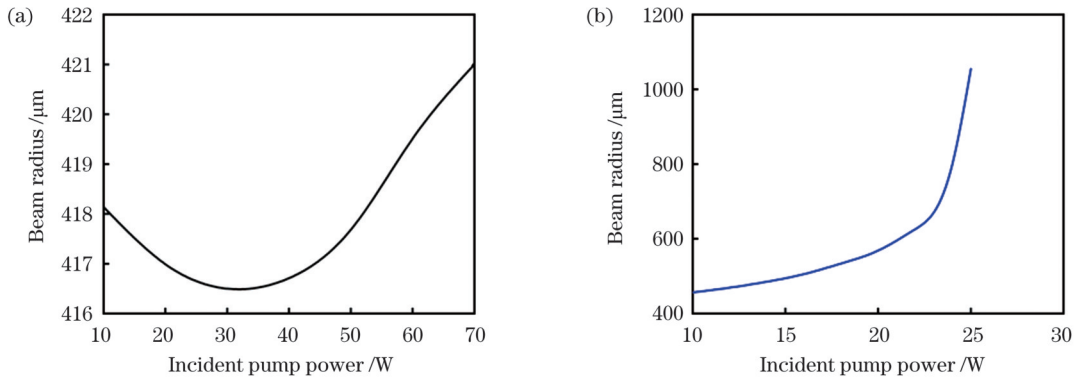 (a)
Beam radius /μm
422
421
420
419
418
417
416
10 20 30 40 50 60 70
Incident pump power /W
(b)
Beam radius /μm
1200
1000
800
600
400
10 15 20 25 30
Incident pump power /W